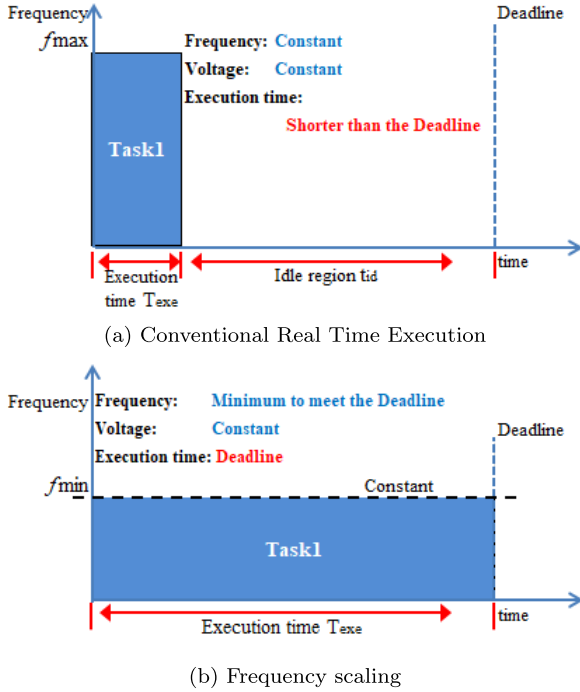 Frequency
Deadline
fmax
Frequency: Constant
Voltage: Constant
Execution time:
Shorter than the Deadline
Task1
time
Execution
time Texe
Idle region tid
(a) Conventional Real Time Execution
Frequency
Frequency: Minimum to meet the Deadline
Voltage: Constant
Deadline
Execution time: Deadline
fmin
Constant
Task1
time
Execution time Texe
(b) Frequency scaling